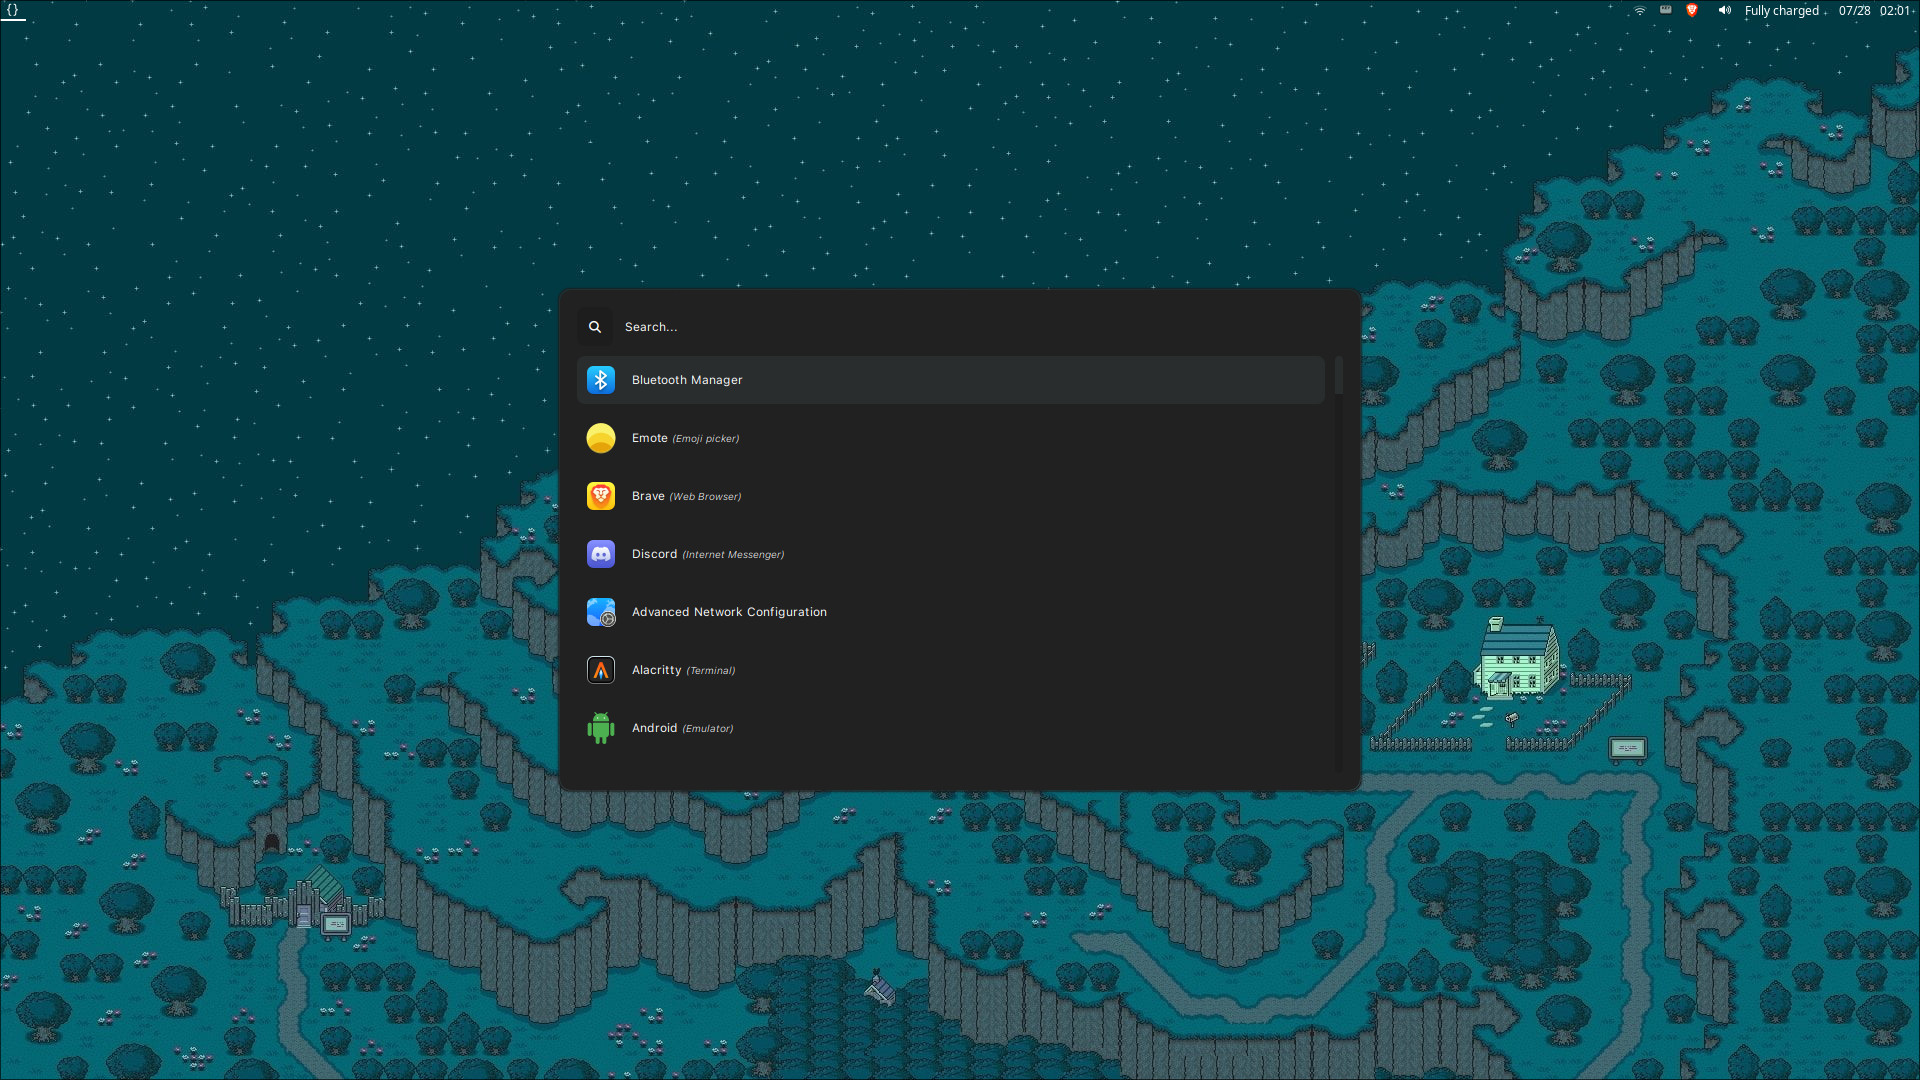 {}
Fully charged 07/28 02:01
Search...
Bluetooth Manager
Emote (Emoji picker)
Brave (Web Browser)
Discord (Internet Messenger)
Advanced Network Configuration
Alacritty (Terminal)
Android (Emulator)